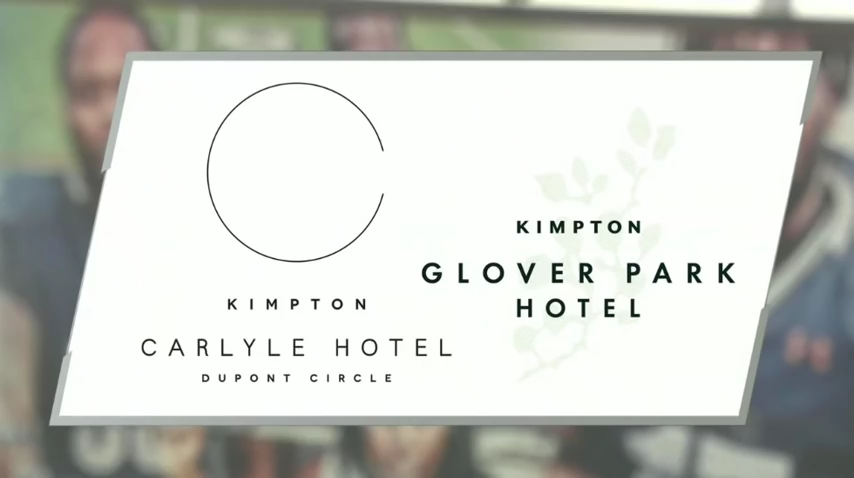 KIMPTON
CARLYLE HOTEL
DUPONT CIRCLE
KIMPTON
GLOVER PARK
HOTEL